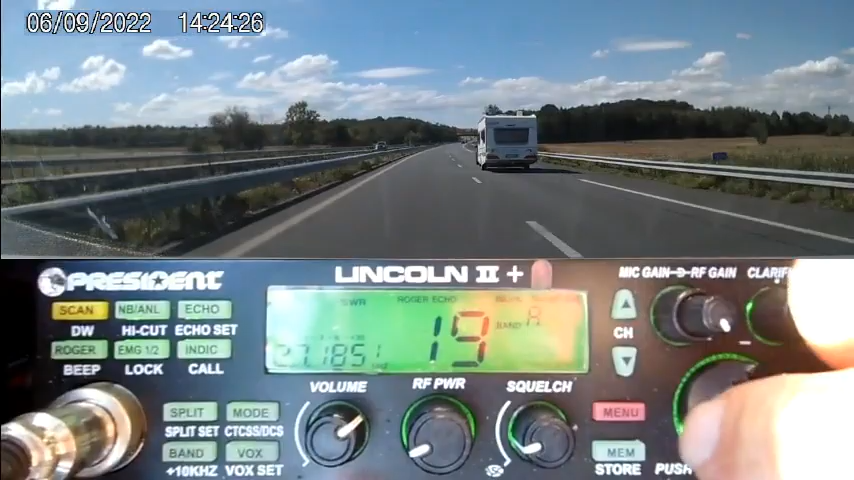 06/09/2022 14:24:26
PRESIDENT
LINCOLN II +
MIC GAIN RF GAIN
SCAN NB/ANL ECHO
DW HI-CUT ECHO SET
ROGER EMG 1/2 INDIC
BEEP LOCK CALL
SWR ROGER ECHO
19 BAND A
27.1851
CH
VOLUME RF PWR SQUELCH
SPLIT MODE
SPLIT SET CTCSS/DCS
BAND VOX
+10KHZ VOX SET
MENU
MEM
STORE
PUSH